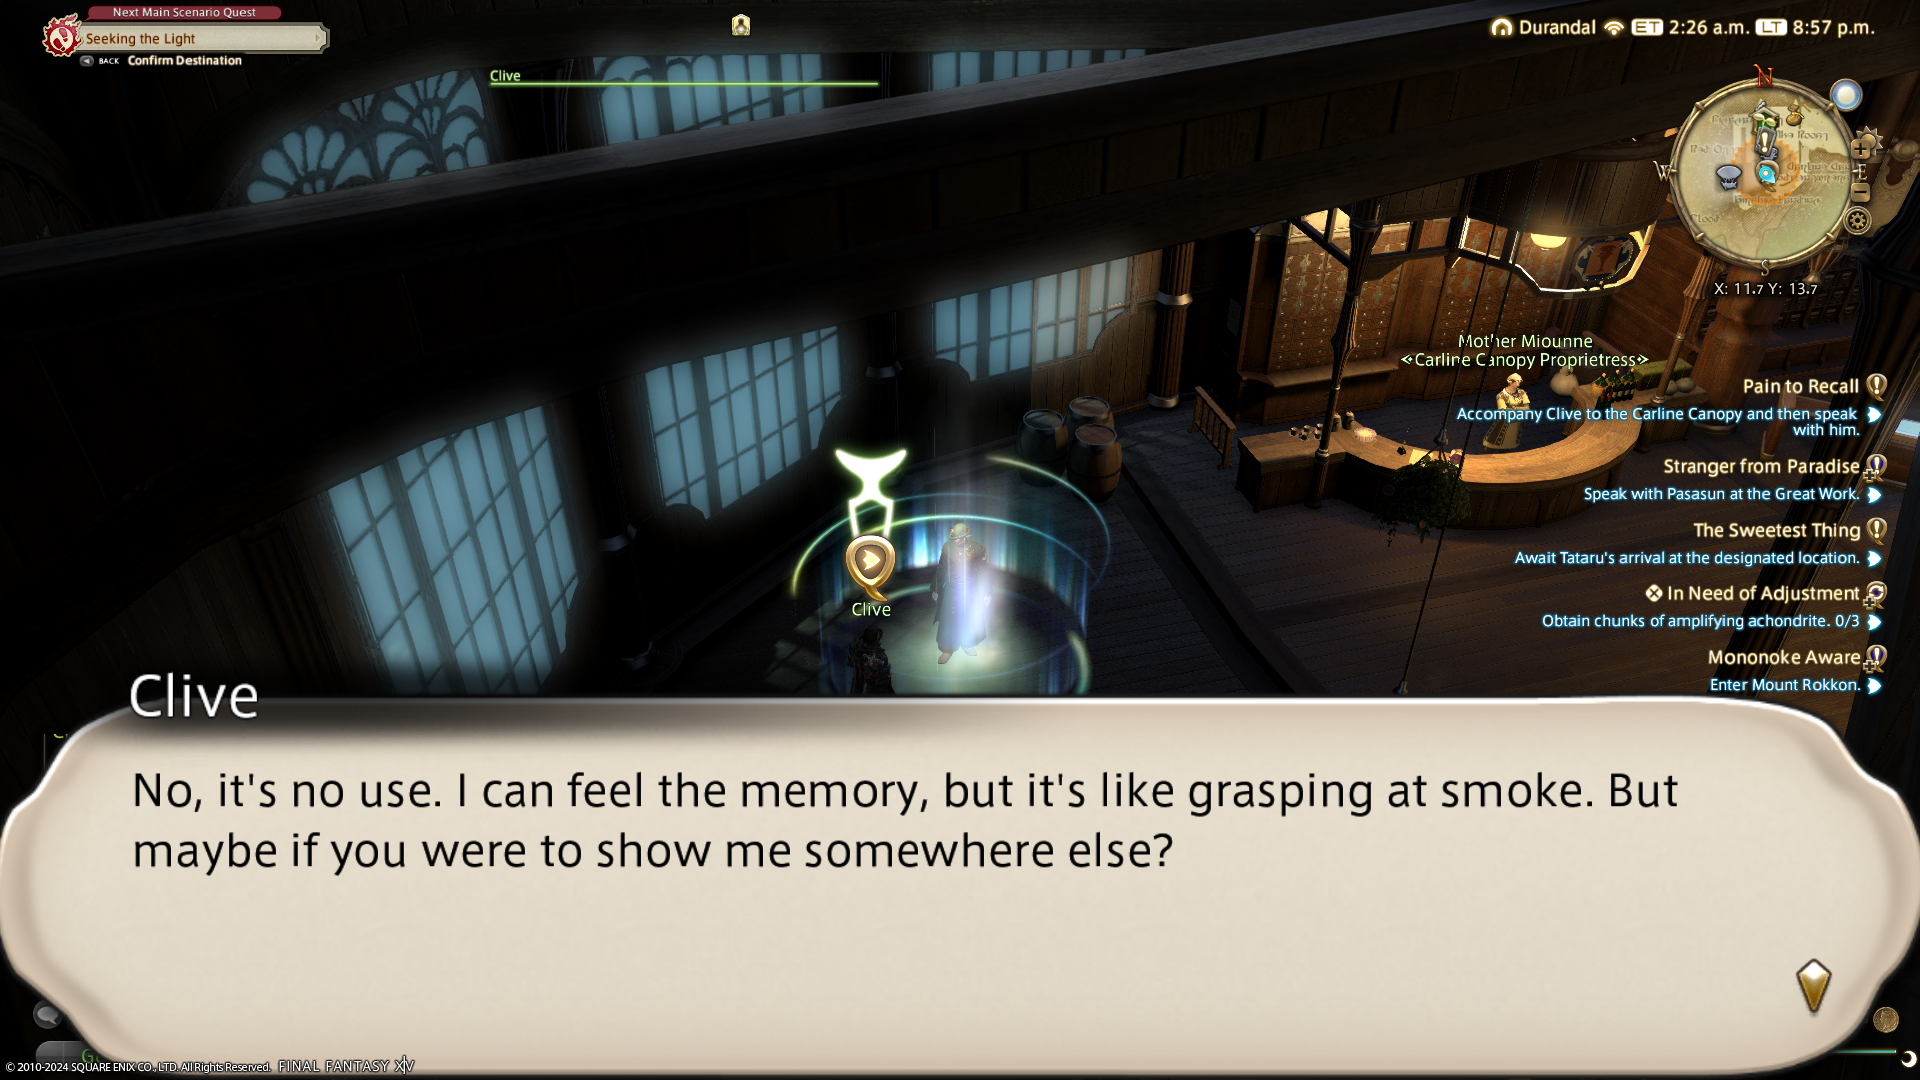 Next Main Scenario Quest
Seeking the Light
BACK Confirm Destination
Clive
Durandal ET 2:26 a.m. LT 8:57 p.m.
N
W
E
S
X: 11.7 Y: 13.7
Mother Miounne
<Carline Canopy Proprietress>
Pain to Recall
Accompany Clive to the Carline Canopy and then speak
with him.
Stranger from Paradise
Speak with Pasasun at the Great Work.
The Sweetest Thing
Await Tataru's arrival at the designated location.
In Need of Adjustment
Obtain chunks of amplifying achondrite. 0/3
Mononoke Aware
Enter Mount Rokkon.
Clive
Clive
No, it's no use. I can feel the memory, but it's like grasping at smoke. But
maybe if you were to show me somewhere else?
© 2010-2024 SQUARE ENIX CO., LTD. All Rights Reserved. FINAL FANTASY XIV